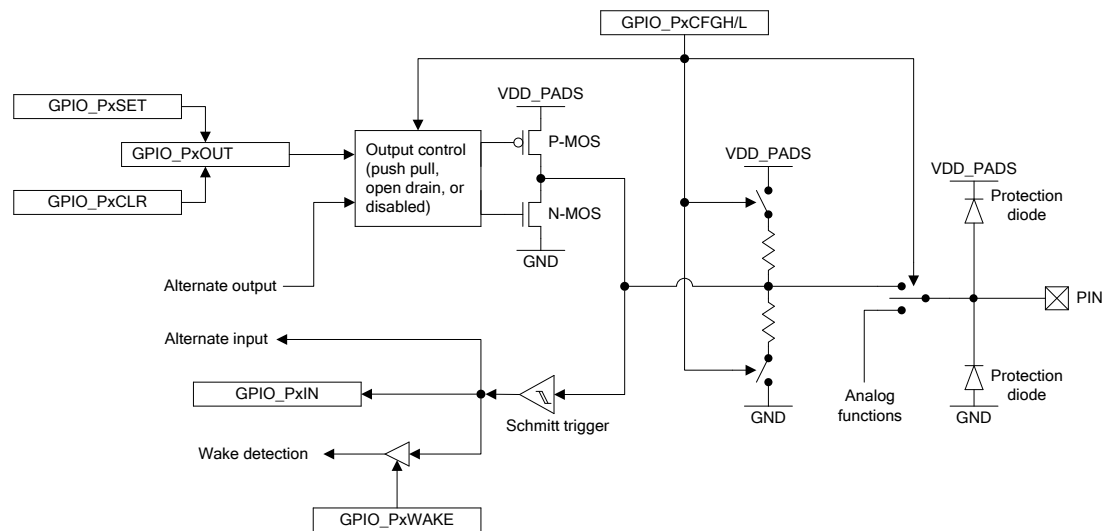 GPIO_PxCFGH/L
GPIO_PxSET
GPIO_PxOUT
GPIO_PxCLR
Output control
(push pull,
open drain, or
disabled)
VDD_PADS
P-MOS
N-MOS
GND
Alternate output
VDD_PADS
GND
VDD_PADS
Protection
diode
PIN
Protection
diode
GND
Analog
functions
Alternate input
GPIO_PxIN
Schmitt trigger
Wake detection
GPIO_PxWAKE